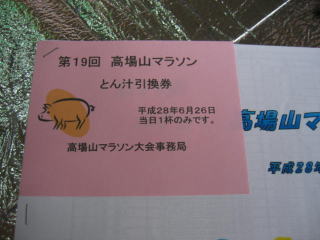 第19回 高場山マラソン
とん汁引換券
平成28年6月26日
当日1杯のみです。
高場山マラソン大会事務局
高場山マ
平成28年